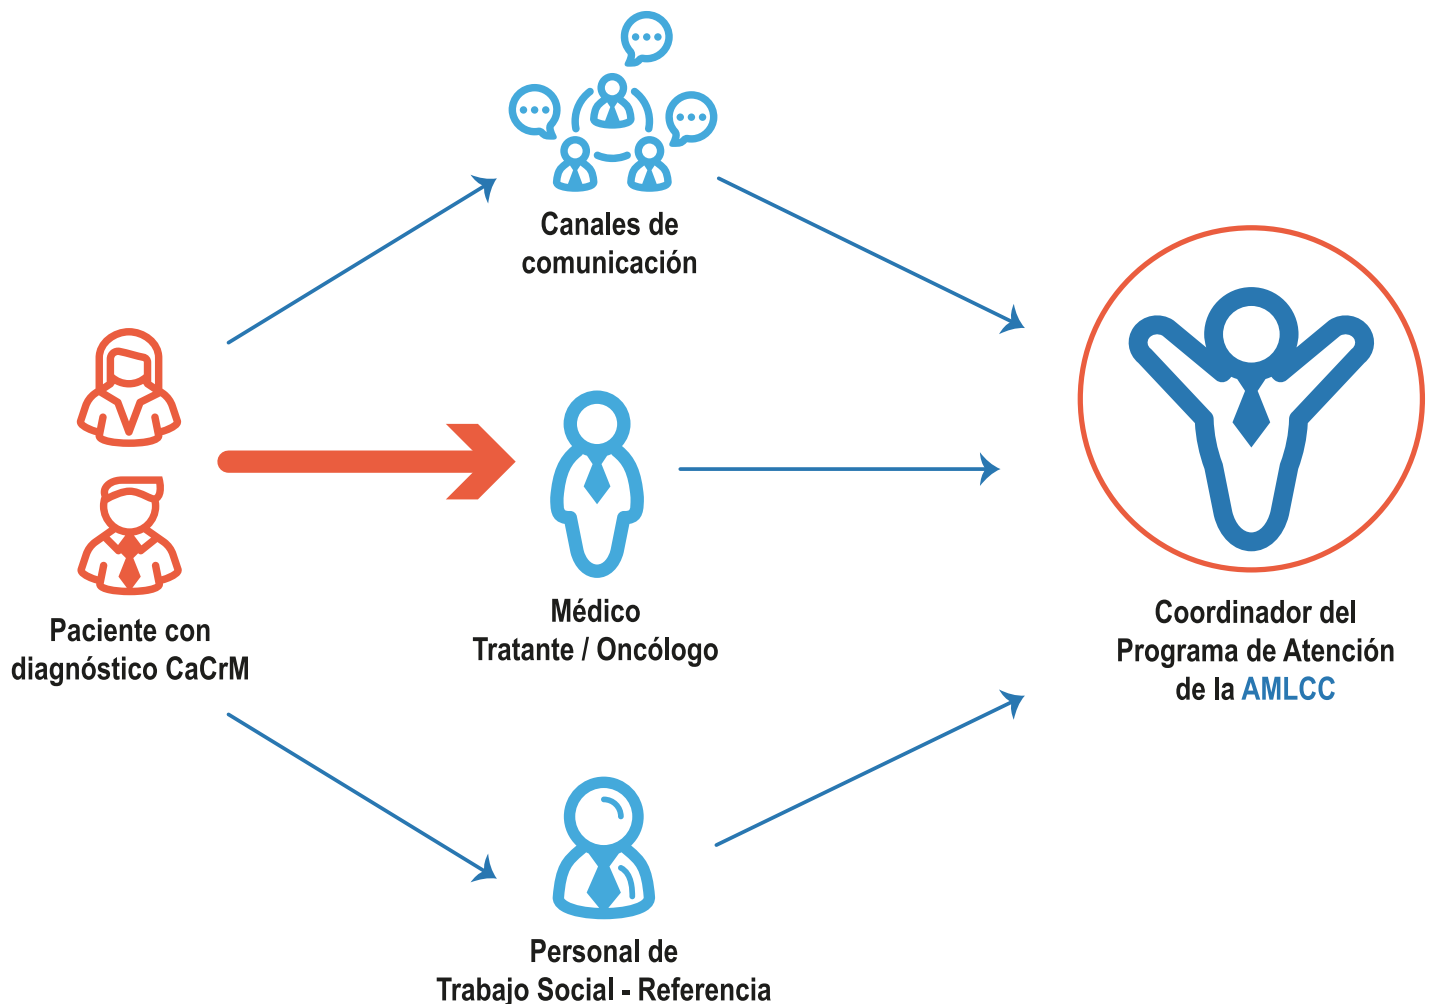 Canales de
comunicación
Paciente con
diagnóstico CaCrM
Médico
Tratante / Oncólogo
Coordinador del
Programa de Atención
de la AMLCC
Personal de
Trabajo Social - Referencia